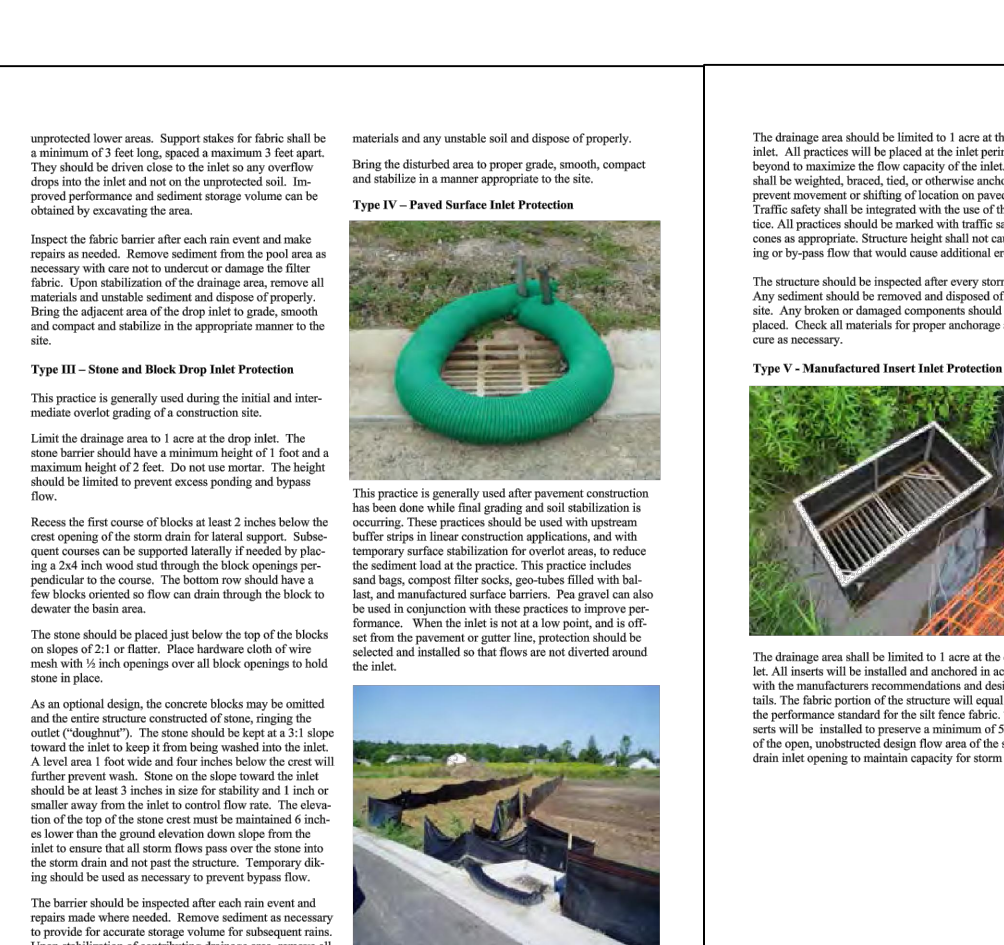 unprotected lower areas.  Support stakes for fabric shall be
a minimum of 3 feet long, spaced a maximum 3 feet apart.
They should be driven close to the inlet so any overflow
drops into the inlet and not on the unprotected soil.  Im-
proved performance and sediment storage volume can be
obtained by excavating the area.
Inspect the fabric barrier after each rain event and make
repairs as needed.  Remove sediment from the pool area as
necessary with care not to undercut or damage the filter
fabric.  Upon stabilization of the drainage area, remove all
materials and unstable sediment and dispose of properly.
Bring the adjacent area of the drop inlet to grade, smooth
and compact and stabilize in the appropriate manner to the
site.
Type III – Stone and Block Drop Inlet Protection
This practice is generally used during the initial and inter-
mediate overlot grading of a construction site.
Limit the drainage area to 1 acre at the drop inlet.  The
stone barrier should have a minimum height of 1 foot and a
maximum height of 2 feet.  Do not use mortar.  The height
should be limited to prevent excess ponding and bypass
flow.
Recess the first course of blocks at least 2 inches below the
crest opening of the storm drain for lateral support.  Subse-
quent courses can be supported laterally if needed by plac-
ing a 2x4 inch wood stud through the block openings per-
pendicular to the course.  The bottom row should have a
few blocks oriented so flow can drain through the block to
dewater the basin area.
The stone should be placed just below the top of the blocks
on slopes of 2:1 or flatter.  Place hardware cloth of wire
mesh with ½ inch openings over all block openings to hold
stone in place.
As an optional design, the concrete blocks may be omitted
and the entire structure constructed of stone, ringing the
outlet (“doughnut”).  The stone should be kept at a 3:1 slope
toward the inlet to keep it from being washed into the inlet.
A level area 1 foot wide and four inches below the crest will
further prevent wash.  Stone on the slope toward the inlet
should be at least 3 inches in size for stability and 1 inch or
smaller away from the inlet to control flow rate.  The eleva-
tion of the top of the stone crest must be maintained 6 inch-
es lower than the ground elevation down slope from the
inlet to ensure that all storm flows pass over the stone into
the storm drain and not past the structure.  Temporary dik-
ing should be used as necessary to prevent bypass flow.
The barrier should be inspected after each rain event and
repairs made where needed.  Remove sediment as necessary
to provide for accurate storage volume for subsequent rains.
Upon stabilization of contributing drainage area, remove all
materials and any unstable soil and dispose of properly.
Bring the disturbed area to proper grade, smooth, compact
and stabilize in a manner appropriate to the site.
Type IV – Paved Surface Inlet Protection
This practice is generally used after pavement construction
has been done while final grading and soil stabilization is
occurring. These practices should be used with upstream
buffer strips in linear construction applications, and with
temporary surface stabilization for overlot areas, to reduce
the sediment load at the practice. This practice includes
sand bags, compost filter socks, geo-tubes filled with bal-
last, and manufactured surface barriers.  Pea gravel can also
be used in conjunction with these practices to improve per-
formance.   When the inlet is not at a low point, and is off-
set from the pavement or gutter line, protection should be
selected and installed so that flows are not diverted around
the inlet.
The drainage area should be limited to 1 acre at the
inlet.  All practices will be placed at the inlet
beyond to maximize the flow capacity of the inlet.
shall be weighted, braced, tied, or otherwise
prevent movement or shifting of location on
Traffic safety shall be integrated with the use of
tice. All practices should be marked with traffic
cones as appropriate. Structure height shall not
ing or by-pass flow that would cause additional
The structure should be inspected after every
Any sediment should be removed and disposed of
site.  Any broken or damaged components should
placed.  Check all materials for proper anchorage
cure as necessary.
Type V - Manufactured Insert Inlet Protection
The drainage area shall be limited to 1 acre at the
let. All inserts will be installed and anchored in
with the manufacturers recommendations and
tails. The fabric portion of the structure will equal
the performance standard for the silt fence fabric.
serts will be  installed to preserve a minimum of
of the open, unobstructed design flow area of the
drain inlet opening to maintain capacity for storm